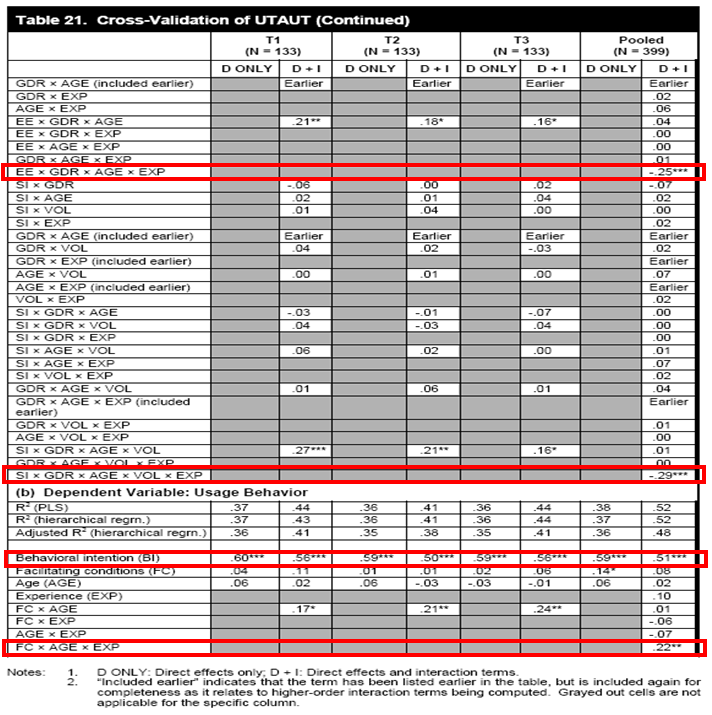 Table 21. Cross-Validation of UTAUT (Continued)
T1 T2 T3 Pooled
(N = 133) (N = 133) (N = 133) (N = 399)
D ONLY D + I D ONLY D + I D ONLY D + I D ONLY D + I
GDR × AGE (included earlier) Earlier Earlier Earlier Earlier
GDR × EXP .02
AGE × EXP .06
EE × GDR × AGE .21** .18* .16* .04
EE × GDR × EXP .00
EE × AGE × EXP .00
GDR × AGE × EXP .01
EE × GDR × AGE × EXP -.25***
SI × GDR -.06 .00 .02 -.07
SI × AGE .02 .01 .04 .02
SI × VOL .01 .04 .00 .00
SI × EXP .02
GDR × AGE (included earlier) Earlier Earlier Earlier Earlier
GDR × VOL .04 .02 -.03 .02
GDR × EXP (included earlier) Earlier
AGE × VOL .00 .01 .00 .07
AGE × EXP (included earlier) Earlier
VOL × EXP .02
SI × GDR × AGE -.03 -.01 -.07 .00
SI × GDR × VOL .04 -.03 .04 .00
SI × GDR × EXP .00
SI × AGE × VOL .06 .02 .00 .01
SI × AGE × EXP .07
SI × VOL × EXP .02
GDR × AGE × VOL .01 .06 .01 .04
GDR × AGE × EXP (included Earlier
earlier)
GDR × VOL × EXP .01
AGE × VOL × EXP .00
SI × GDR × AGE × VOL .27*** .21** .16* .01
GDR × AGE × VOL × EXP .00
SI × GDR × AGE × VOL × EXP -.29***
(b) Dependent Variable: Usage Behavior
R² (PLS) .37 .44 .36 .41 .36 .44 .38 .52
R² (hierarchical regrn.) .37 .43 .36 .41 .36 .44 .37 .52
Adjusted R² (hierarchical regrn.) .36 .41 .35 .38 .35 .41 .36 .48
Behavioral intention (BI) .60*** .56*** .59*** .50*** .59*** .56*** .59*** .51***
Facilitating conditions (FC) .04 .11 .01 .01 .02 .06 .14* .08
Age (AGE) .06 .02 .06 -.03 -.03 -.01 .06 .02
Experience (EXP) .10
FC × AGE .17* .21** .24** .01
FC × EXP -.06
AGE × EXP -.07
FC × AGE × EXP .22**
Notes: 1. D ONLY: Direct effects only; D + I: Direct effects and interaction terms.
2. "Included earlier" indicates that the term has been listed earlier in the table, but is included again for
completeness as it relates to higher-order interaction terms being computed. Grayed out cells are not
applicable for the specific column.